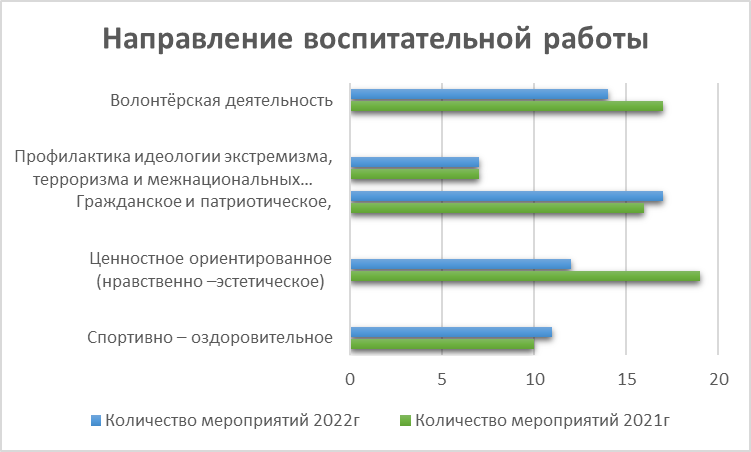 Направление воспитательной работы
Волонтёрская деятельность
Профилактика идеологии экстремизма,
терроризма и межнациональных...
Гражданское и патриотическое,
Ценностное ориентированное
(нравственно –эстетическое)
Спортивно – оздоровительное
0 5 10 15 20
Количество мероприятий 2022г Количество мероприятий 2021г